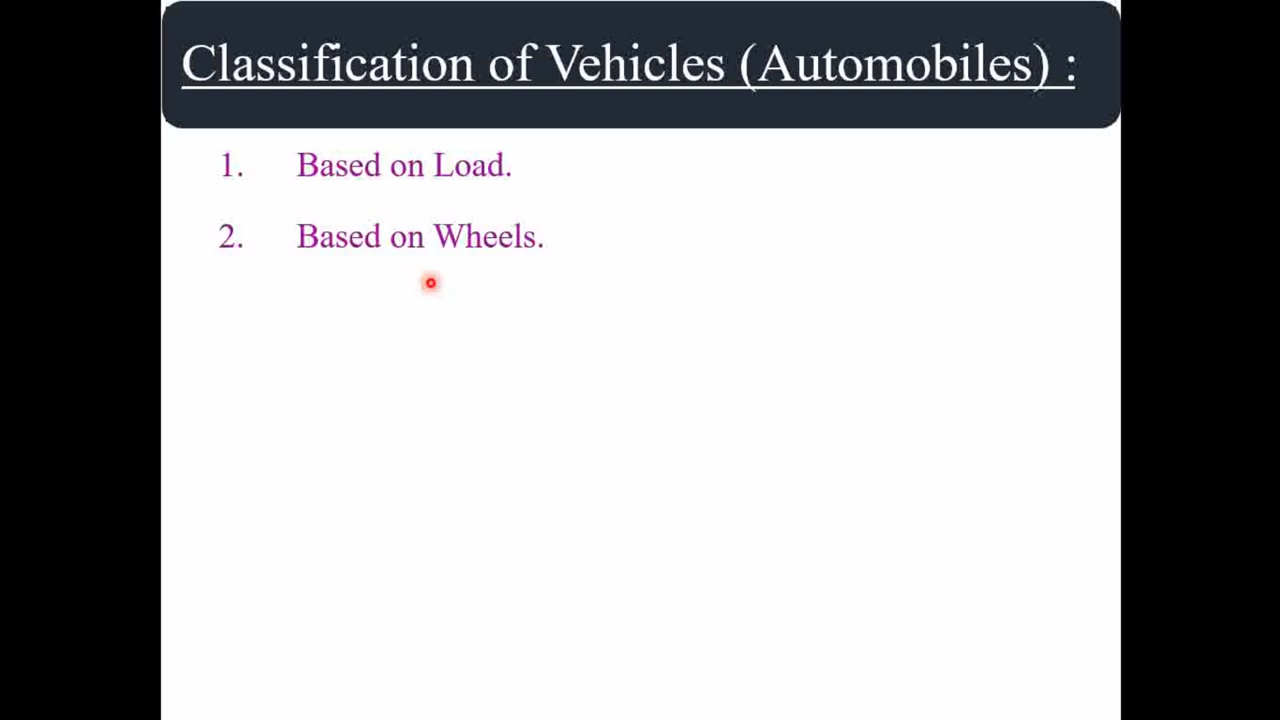 Classification of Vehicles (Automobiles) :
1. Based on Load.
2. Based on Wheels.